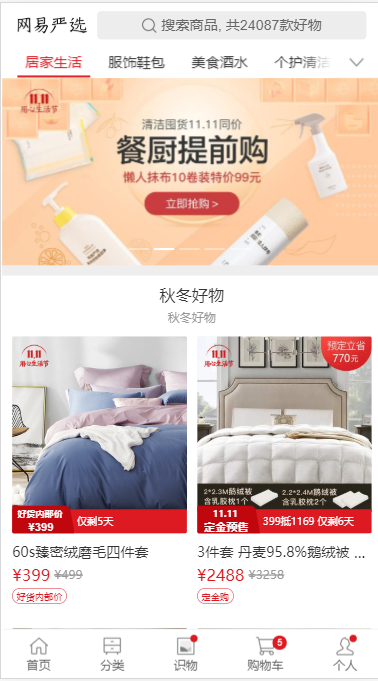 网易严选
搜索商品, 共24087款好物
居家生活 服饰鞋包 美食酒水 个护清洁
11.11
用心生活节
清洁囤货11.11同价
餐厨提前购
懒人抹布10卷装特价99元
立即抢购 >
秋冬好物
秋冬好物
11.11
用心生活节
好货内部价
¥399
仅剩5天
60s臻密绒磨毛四件套
¥399 ¥499
好货内部价
11.11
用心生活节
预定立省
770元
2*2.3M鹅绒被
含乳胶枕1个
2.2*2.4M鹅绒被
含乳胶枕2个
11.11
定金预售
399抵1169 仅剩6天
3件套 丹麦95.8%鹅绒被 ...
¥2488 ¥3258
定金购
首页 分类 识物 购物车 5 个人